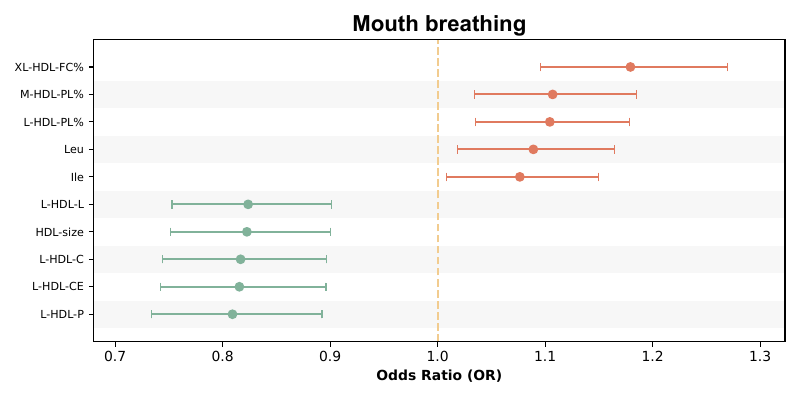 Mouth breathing
XL-HDL-FC%
M-HDL-PL%
L-HDL-PL%
Leu
Ile
L-HDL-L
HDL-size
L-HDL-C
L-HDL-CE
L-HDL-P
0.7 0.8 0.9 1.0 1.1 1.2 1.3
Odds Ratio (OR)